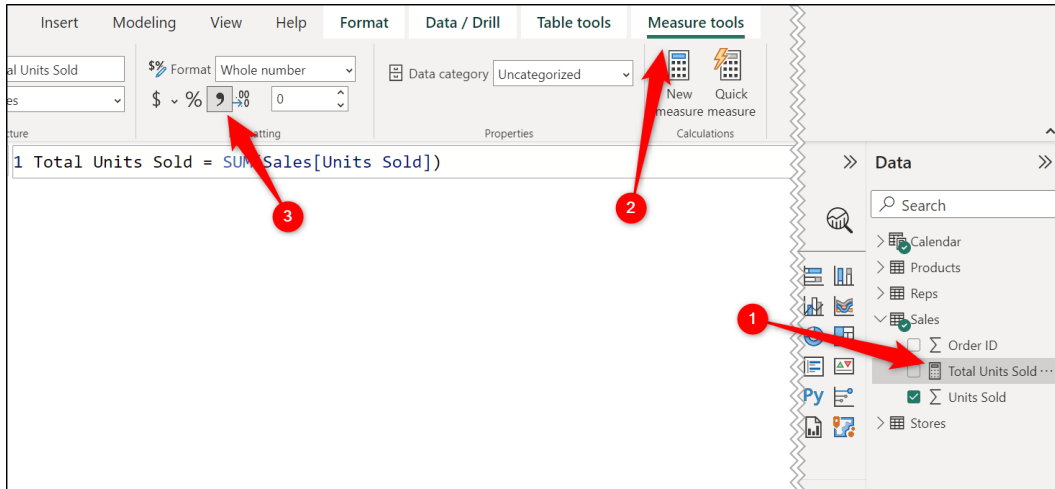 Insert Modeling View Help Format Data / Drill Table tools Measure tools
al Units Sold
$% Format Whole number
Data category Uncategorized
New measure
Quick measure
es
$ % , .00 0
cture
atting
Properties
Calculations
1 Total Units Sold = SUM(Sales[Units Sold])
Data
Search
Calendar
Products
Reps
Sales
Order ID
Total Units Sold ...
Units Sold
Stores
Py
1
2
3